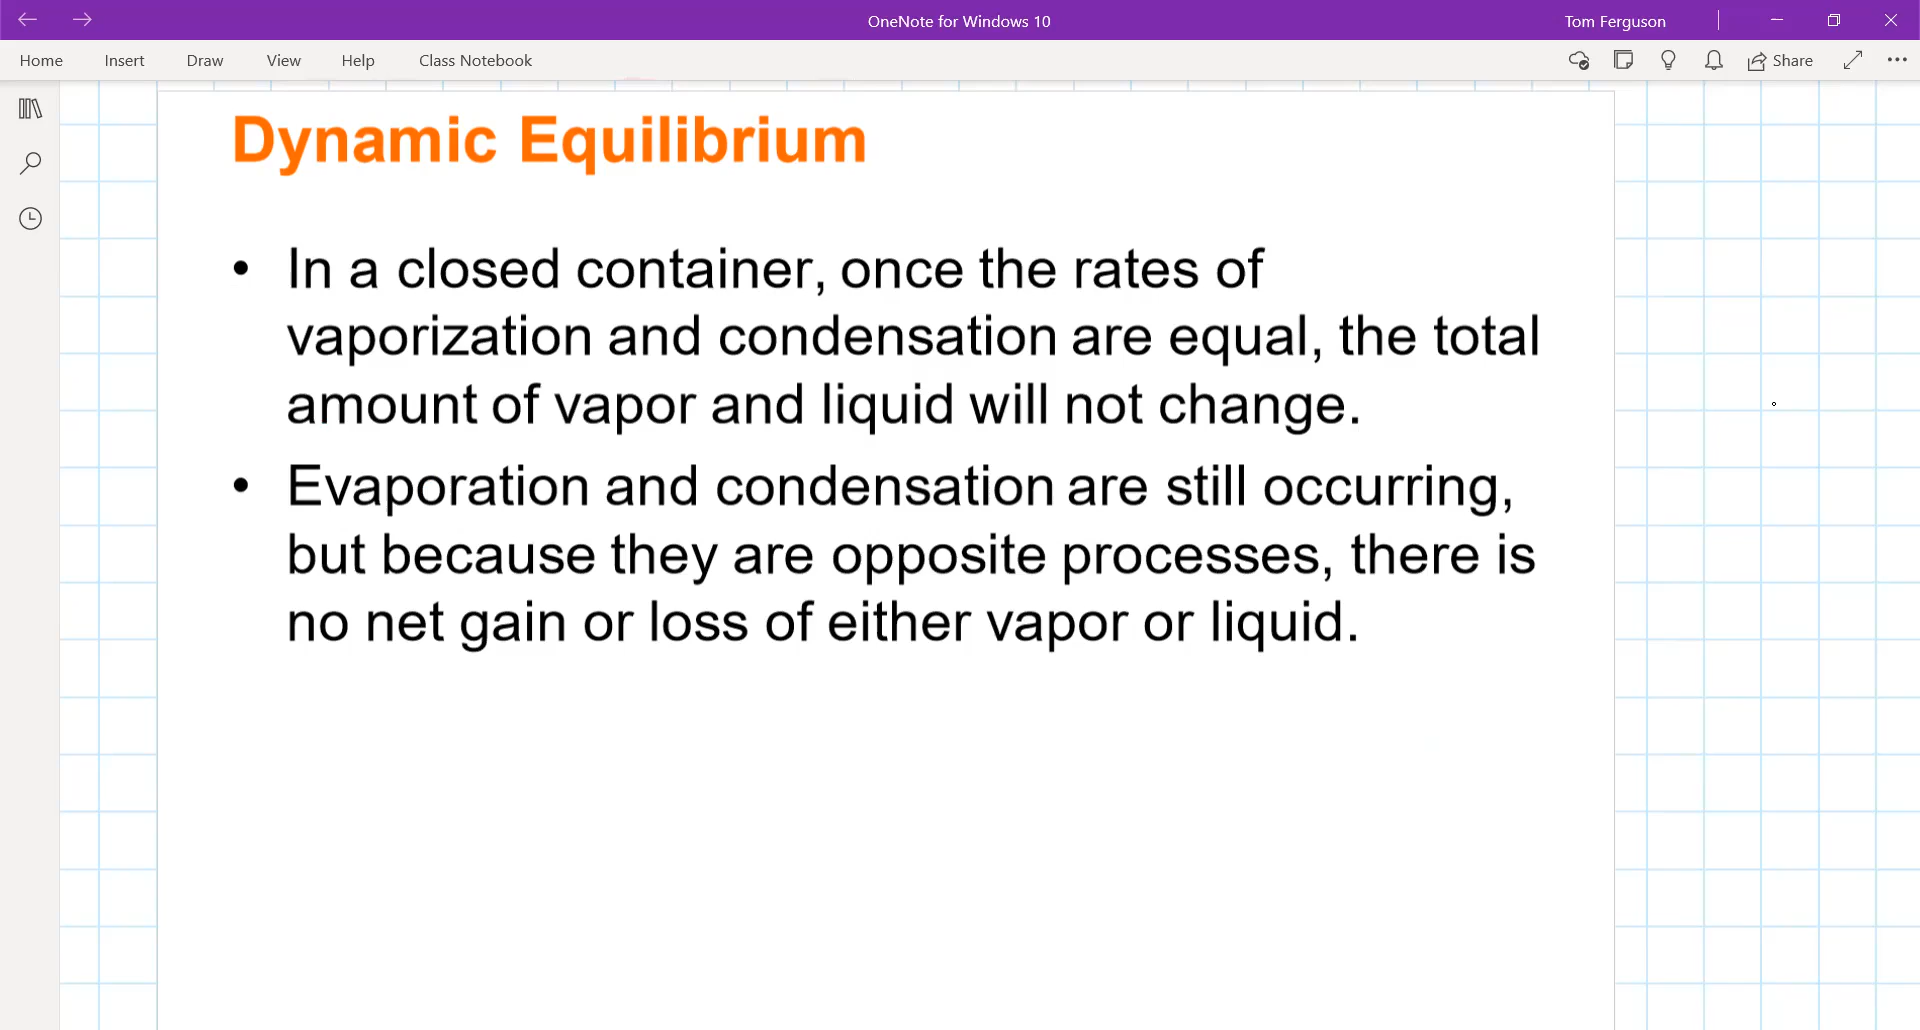 OneNote for Windows 10
Tom Ferguson
Home Insert Draw View Help Class Notebook
Share
Dynamic Equilibrium
• In a closed container, once the rates of
vaporization and condensation are equal, the total
amount of vapor and liquid will not change.
• Evaporation and condensation are still occurring,
but because they are opposite processes, there is
no net gain or loss of either vapor or liquid.